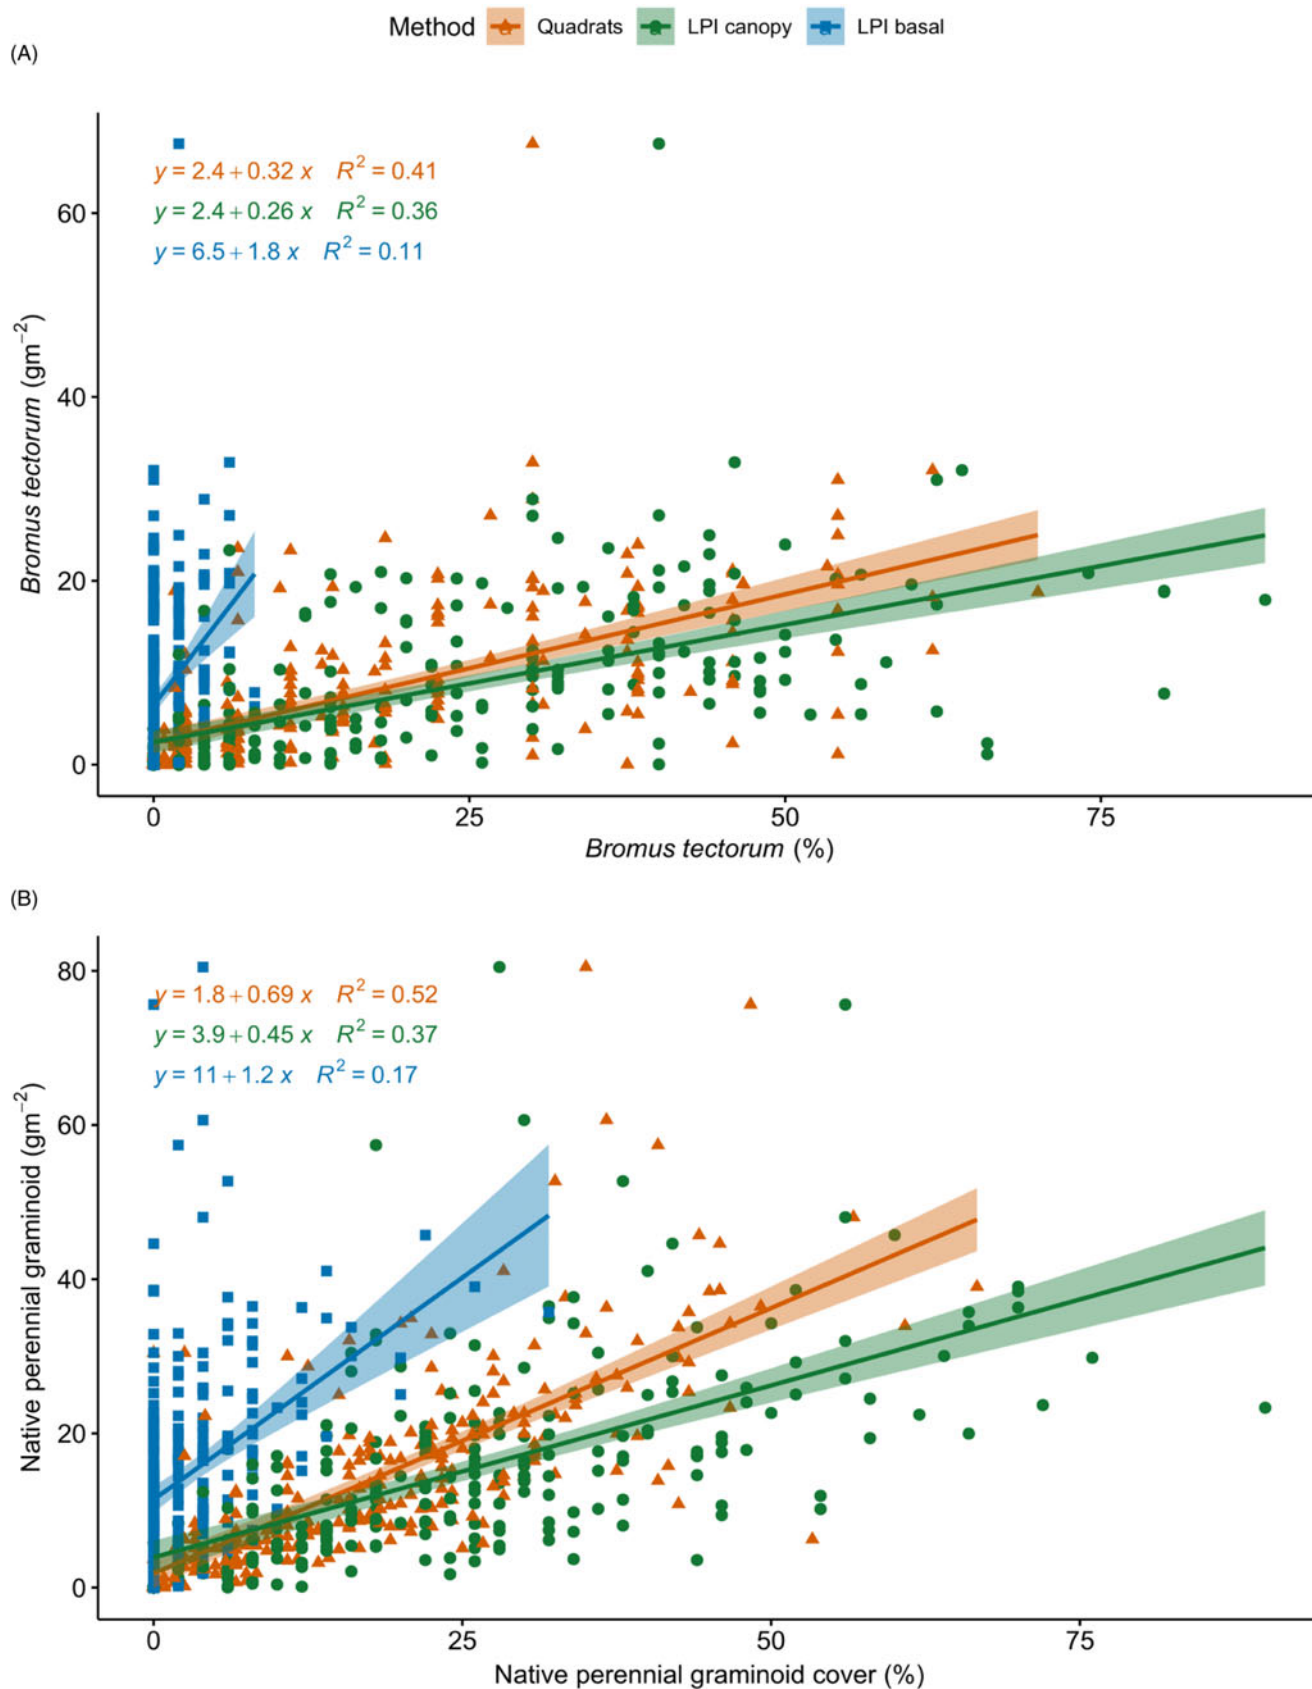 Method Quadrats LPI canopy LPI basal
(A)
y = 2.4 + 0.32 x R² = 0.41
y = 2.4 + 0.26 x R² = 0.36
y = 6.5 + 1.8 x R² = 0.11
60
40
20
0
Bromus tectorum (gm⁻²)
0 25 50 75
Bromus tectorum (%)
(B)
y = 1.8 + 0.69 x R² = 0.52
y = 3.9 + 0.45 x R² = 0.37
y = 11 + 1.2 x R² = 0.17
80
60
40
20
0
Native perennial graminoid (gm⁻²)
0 25 50 75
Native perennial graminoid cover (%)